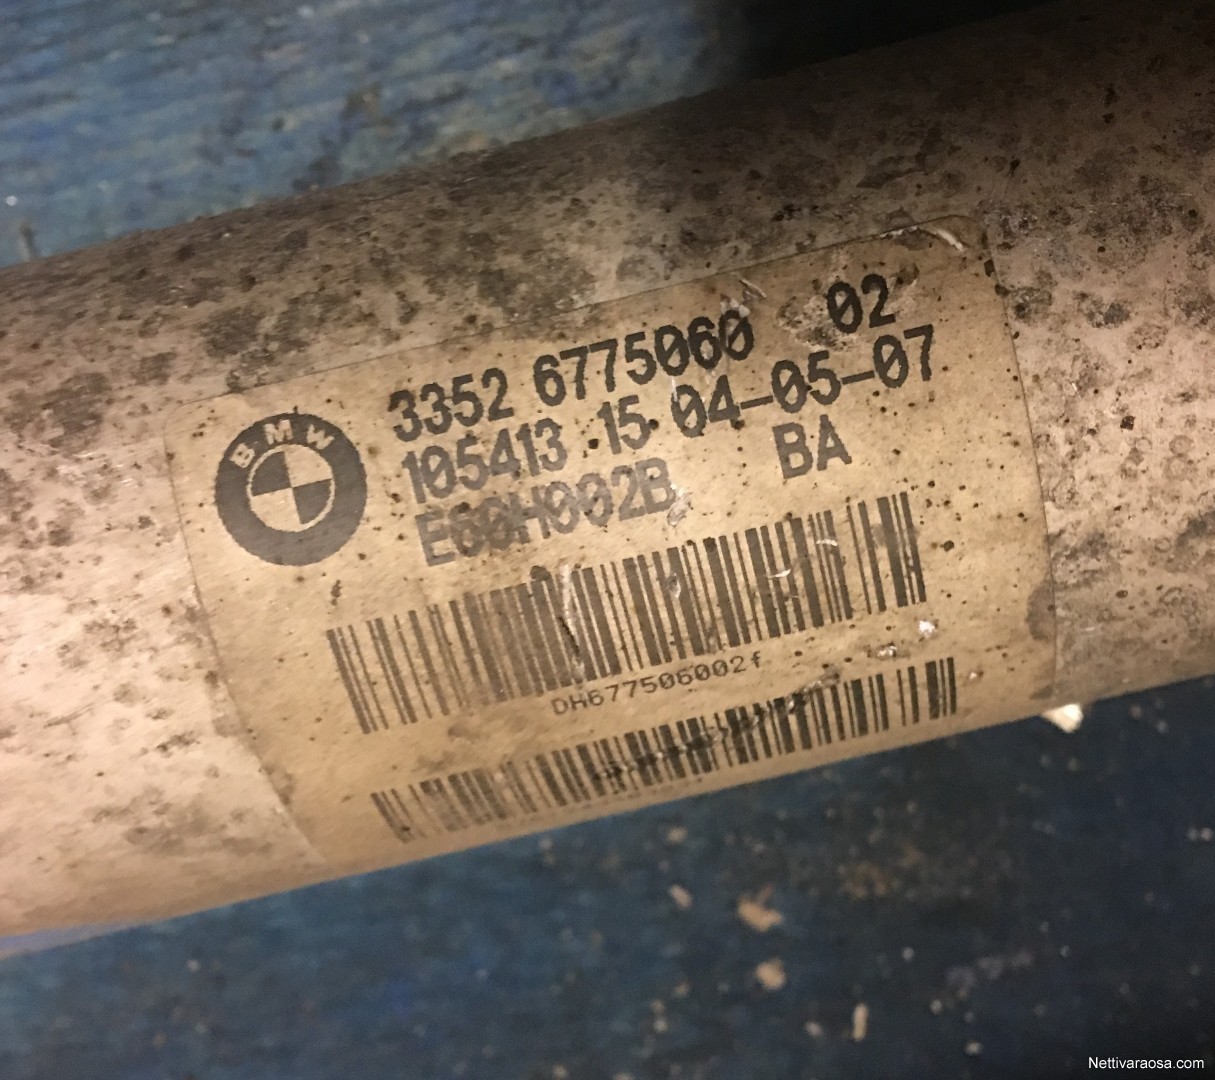 BMW
3352 6775060 02
105413 15 04-05-07
E60H002B BA
DH677506002f
Nettivaraosa.com